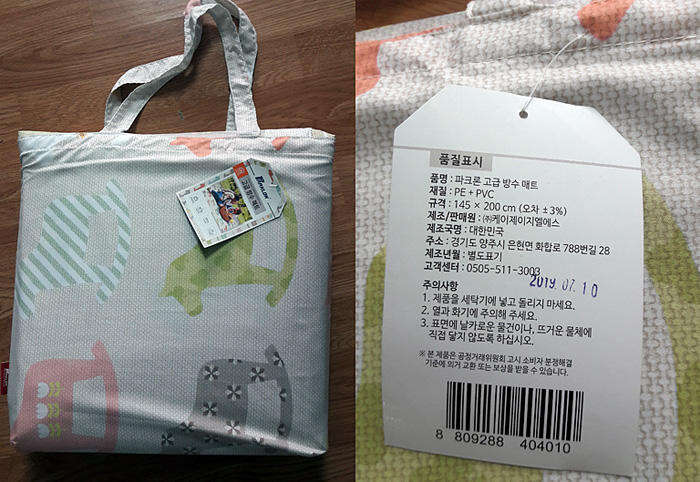 고급 방수 매트
품질표시
품명 : 파크론 고급 방수 매트
재질 : PE + PVC
규격 : 145 × 200 cm (오차 ±3%)
제조/판매원 : ㈜케이제이지엘에스
제조국명 : 대한민국
주소 : 경기도 양주시 은현면 화합로 788번길 28
제조년월 : 별도표기
고객센터 : 0505-511-3003
2019. 07. 10
주의사항
1. 제품을 세탁기에 넣고 돌리지 마세요.
2. 열과 화기에 주의해 주세요.
3. 표면에 날카로운 물건이나, 뜨거운 물체에
직접 닿지 않도록 하십시오.
※ 본 제품은 공정거래위원회 고시 소비자 분쟁해결
기준에 의거 교환 또는 보상을 받을 수 있습니다.
8 809288 404010